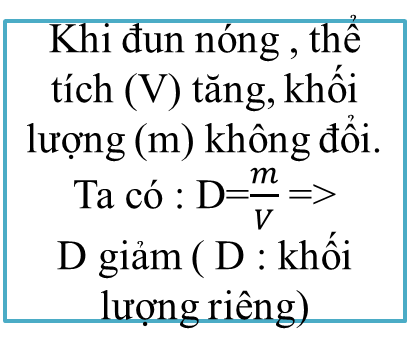 Khi đun nóng , thể
tích (V) tăng, khối
lượng (m) không đổi.
Ta có : D=m/V =>
D giảm ( D : khối
lượng riêng)